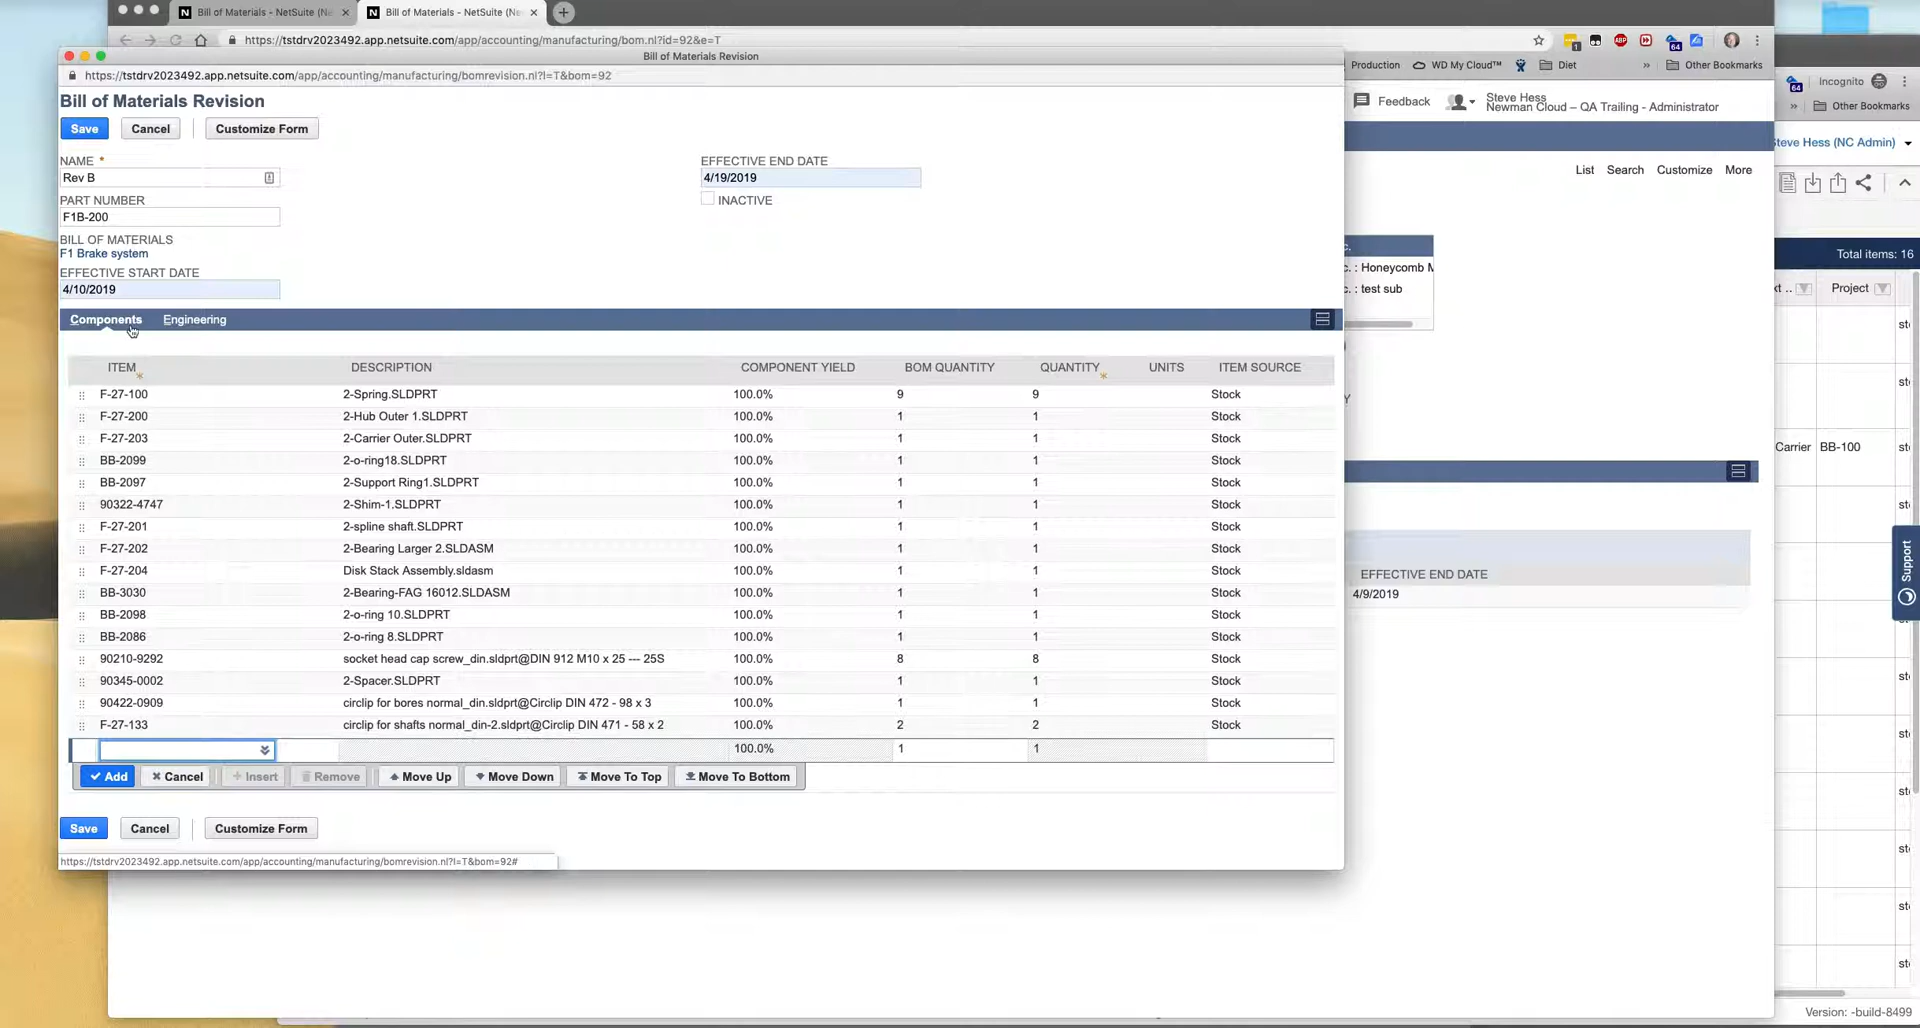 Bill of Materials - NetSuite (Ne
Bill of Materials - NetSuite (Ne
https://tstdrv2023492.app.netsuite.com/app/accounting/manufacturing/bom.nl?id=92&e=T
Bill of Materials Revision
https://tstdrv2023492.app.netsuite.com/app/accounting/manufacturing/bomrevision.nl?l=T&bom=92
Production WD My Cloud™ Diet » Other Bookmarks
Incognito
» Other Bookmarks
Bill of Materials Revision
Save Cancel Customize Form
Feedback
Steve Hess
Newman Cloud – QA Trailing - Administrator
teve Hess (NC Admin)
List Search Customize More
NAME *
Rev B
PART NUMBER
F1B-200
BILL OF MATERIALS
F1 Brake system
EFFECTIVE START DATE
4/10/2019
EFFECTIVE END DATE
4/19/2019
INACTIVE
c.
c. : Honeycomb M
c. : test sub
Total items: 16
xt .. Project
Components Engineering
ITEM * DESCRIPTION COMPONENT YIELD BOM QUANTITY QUANTITY * UNITS ITEM SOURCE
F-27-100 2-Spring.SLDPRT 100.0% 9 9 Stock
F-27-200 2-Hub Outer 1.SLDPRT 100.0% 1 1 Stock
F-27-203 2-Carrier Outer.SLDPRT 100.0% 1 1 Stock
BB-2099 2-o-ring18.SLDPRT 100.0% 1 1 Stock
BB-2097 2-Support Ring1.SLDPRT 100.0% 1 1 Stock
90322-4747 2-Shim-1.SLDPRT 100.0% 1 1 Stock
F-27-201 2-spline shaft.SLDPRT 100.0% 1 1 Stock
F-27-202 2-Bearing Larger 2.SLDASM 100.0% 1 1 Stock
F-27-204 Disk Stack Assembly.sldasm 100.0% 1 1 Stock
BB-3030 2-Bearing-FAG 16012.SLDASM 100.0% 1 1 Stock
BB-2098 2-o-ring 10.SLDPRT 100.0% 1 1 Stock
BB-2086 2-o-ring 8.SLDPRT 100.0% 1 1 Stock
90210-9292 socket head cap screw_din.sldprt@DIN 912 M10 x 25 --- 25S 100.0% 8 8 Stock
90345-0002 2-Spacer.SLDPRT 100.0% 1 1 Stock
90422-0909 circlip for bores normal_din.sldprt@Circlip DIN 472 - 98 x 3 100.0% 1 1 Stock
F-27-133 circlip for shafts normal_din-2.sldprt@Circlip DIN 471 - 58 x 2 100.0% 2 2 Stock
100.0% 1 1
Add Cancel Insert Remove Move Up Move Down Move To Top Move To Bottom
Save Cancel Customize Form
https://tstdrv2023492.app.netsuite.com/app/accounting/manufacturing/bomrevision.nl?l=T&bom=92#
Carrier BB-100
EFFECTIVE END DATE
4/9/2019
Support
Version: -build-8499